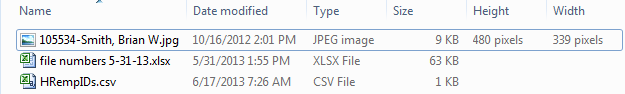 Name Date modified Type Size Height Width
105534-Smith, Brian W.jpg 10/16/2012 2:01 PM JPEG image 9 KB 480 pixels 339 pixels
file numbers 5-31-13.xlsx 5/31/2013 1:55 PM XLSX File 63 KB
HRempIDs.csv 6/17/2013 7:26 AM CSV File 1 KB